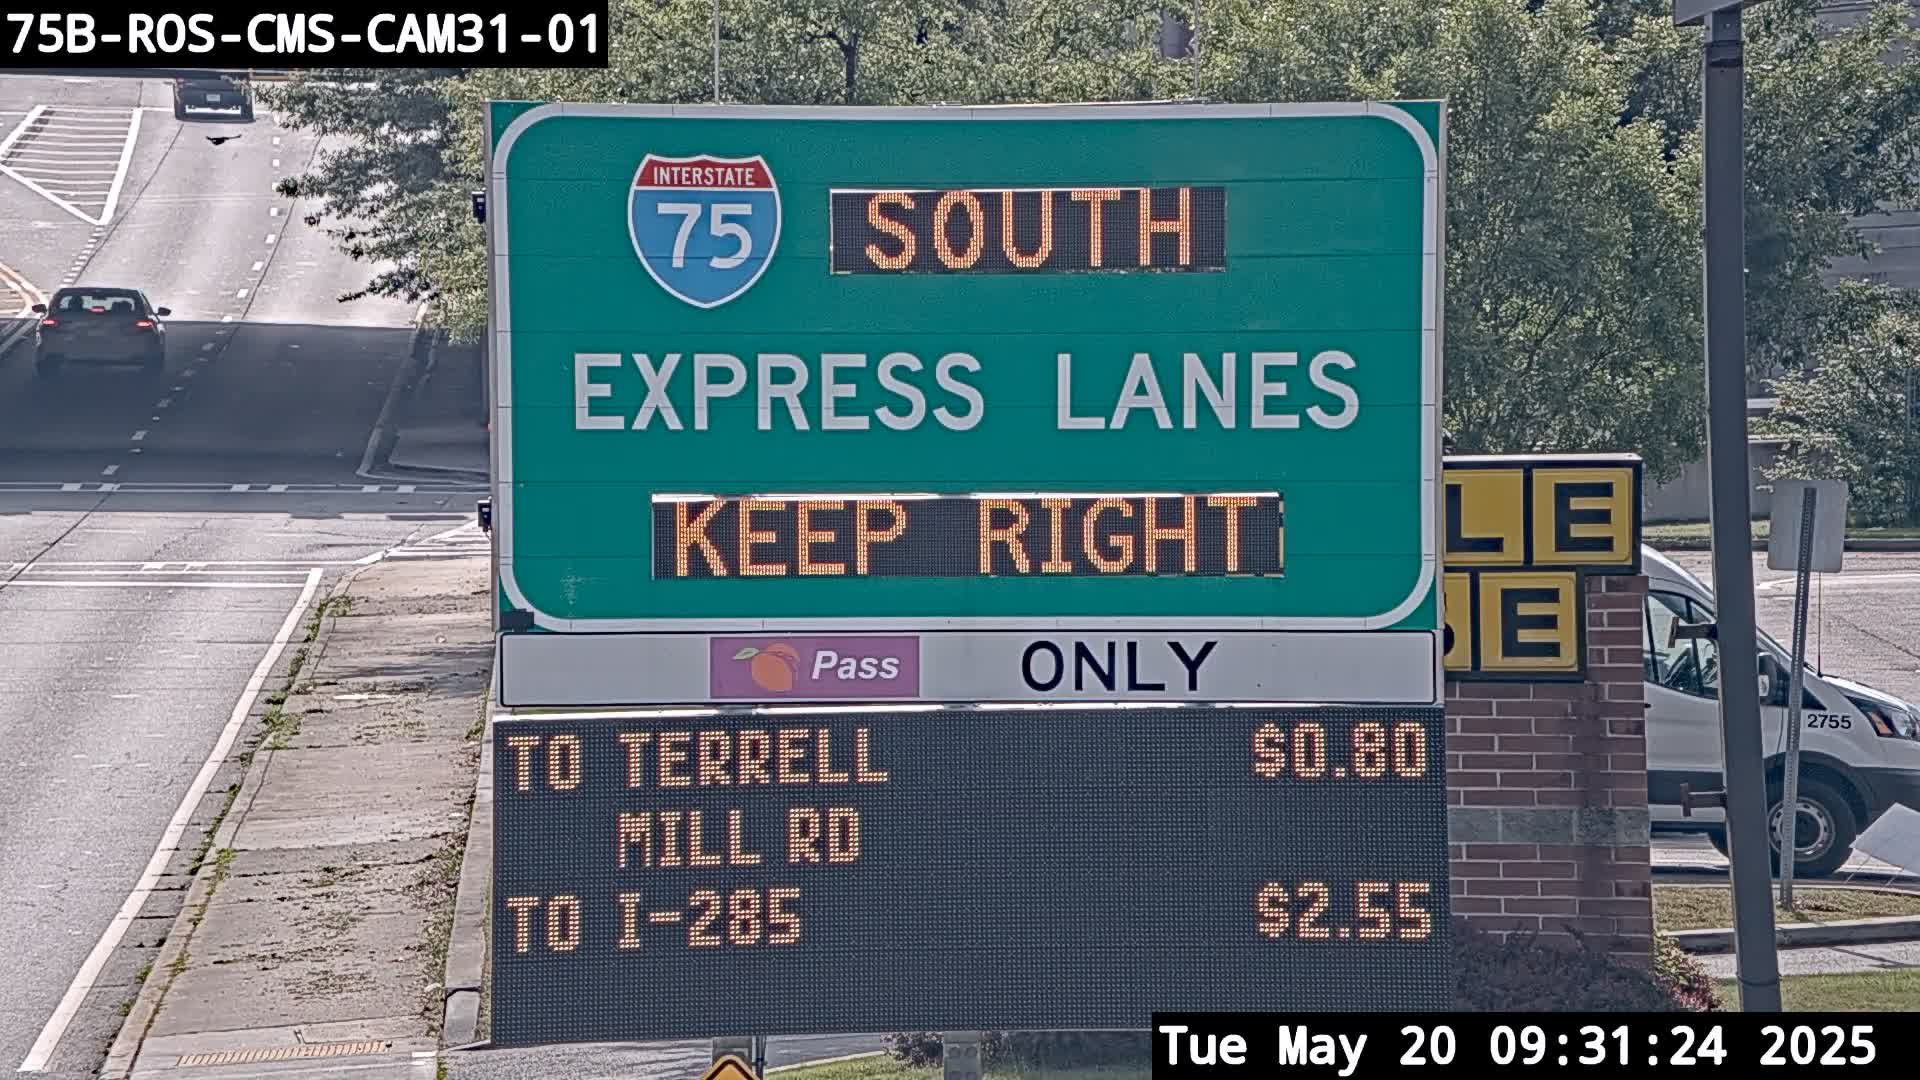 75B-ROS-CMS-CAM31-01
INTERSTATE
75
SOUTH
EXPRESS LANES
KEEP RIGHT
Pass ONLY
TO TERRELL $0.80
MILL RD
TO I-285 $2.55
LE
BE
2755
Tue May 20 09:31:24 2025